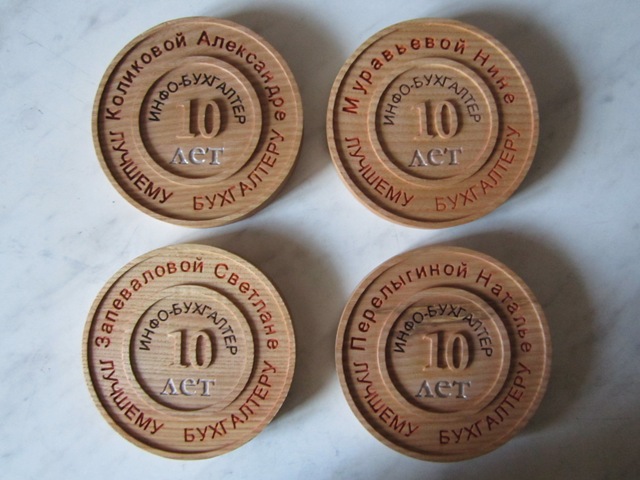 Коликовой Александре
ИНФО-БУХГАЛТЕР
10
лет
ЛУЧШЕМУ БУХГАЛТЕРУ
Муравьевой Нине
ИНФО-БУХГАЛТЕР
10
лет
ЛУЧШЕМУ БУХГАЛТЕРУ
Запеваловой Светлане
ИНФО-БУХГАЛТЕР
10
лет
ЛУЧШЕМУ БУХГАЛТЕРУ
Перелыгиной Наталье
ИНФО-БУХГАЛТЕР
10
лет
ЛУЧШЕМУ БУХГАЛТЕРУ